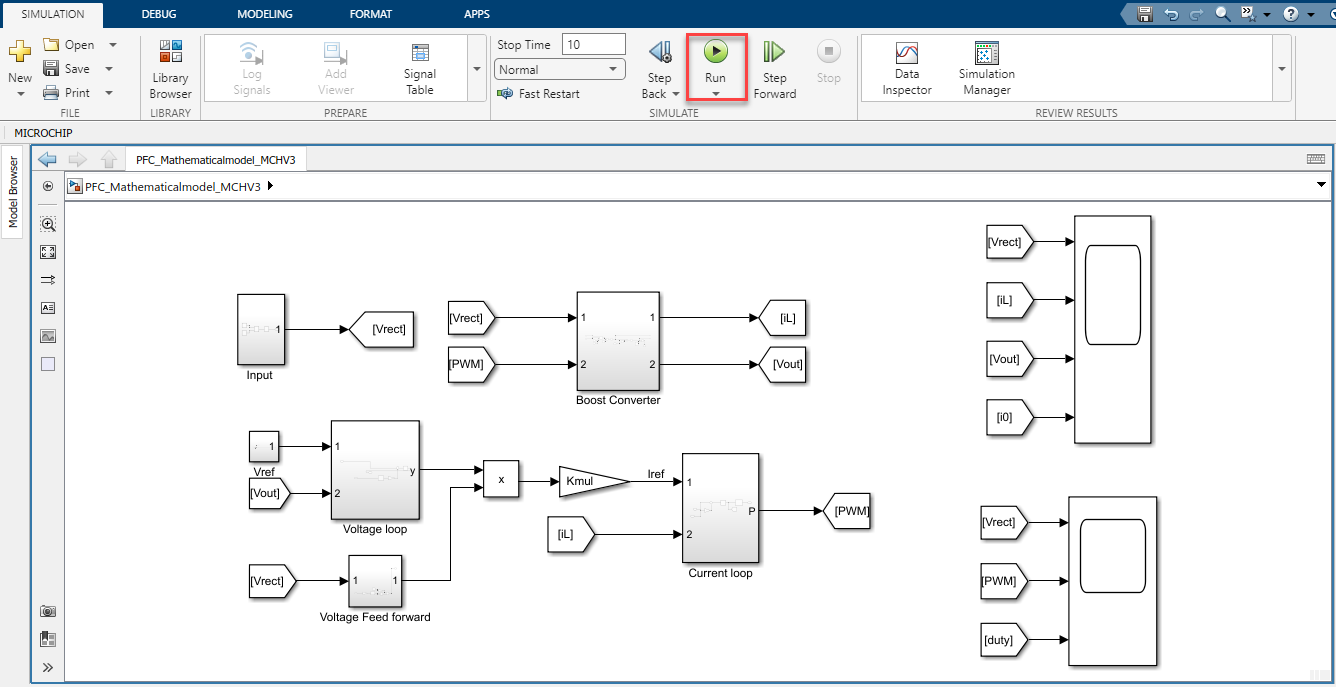 SIMULATION DEBUG MODELING FORMAT APPS
New
Open
Save
Print
FILE
Library
Browser
LIBRARY
Log
Signals
Add
Viewer
Signal
Table
PREPARE
Stop Time 10
Normal
Fast Restart
Step
Back
Run
Step
Forward
Stop
SIMULATE
Data
Inspector
Simulation
Manager
REVIEW RESULTS
MICROCHIP
Model Browser
PFC_Mathematicalmodel_MCHV3
PFC_Mathematicalmodel_MCHV3
1
Input
[Vrect]
[Vrect]
[PWM]
1 1
2 2
Boost Converter
[iL]
[Vout]
1
Vref
[Vout]
1
y
2
Voltage loop
[Vrect]
1 1
Voltage Feed forward
x
Kmul
Iref
[iL]
1
P
2
Current loop
[PWM]
[Vrect]
[iL]
[Vout]
[i0]
[Vrect]
[PWM]
[duty]